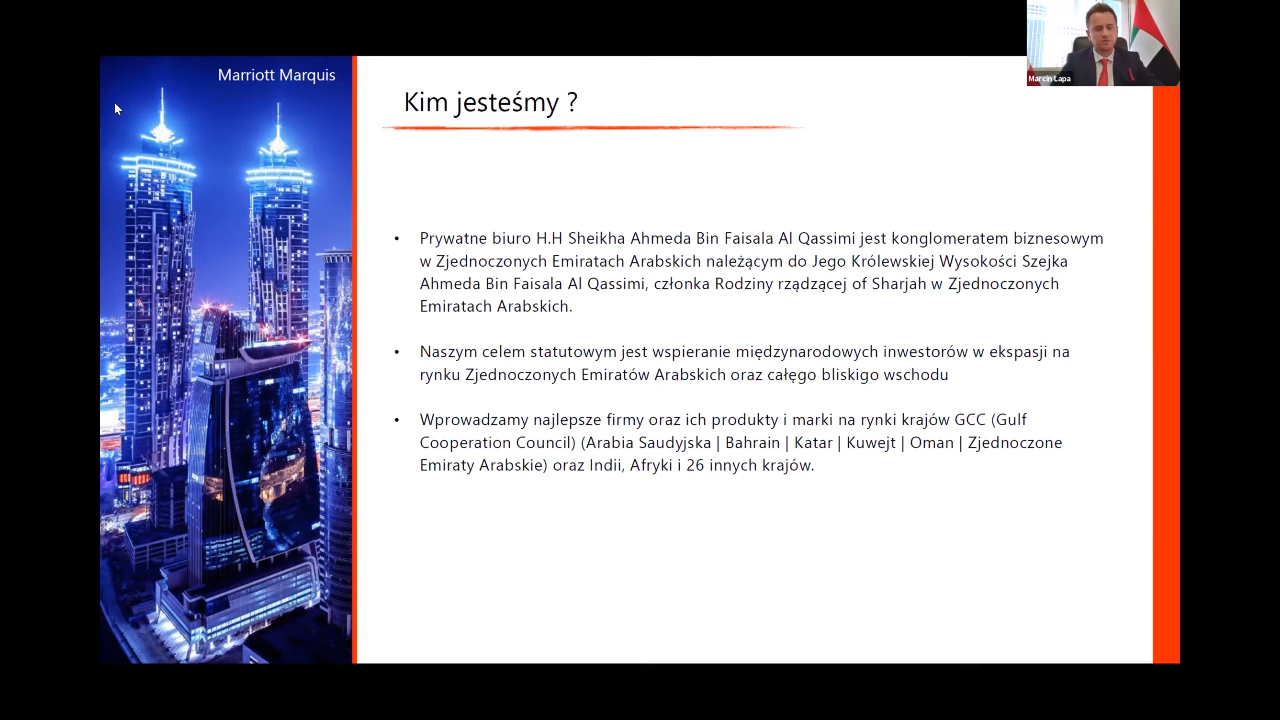 Marriott Marquis
Marcin Łapa
Kim jesteśmy ?
• Prywatne biuro H.H Sheikha Ahmeda Bin Faisala Al Qassimi jest konglomeratem biznesowym
w Zjednoczonych Emiratach Arabskich należącym do Jego Królewskiej Wysokości Szejka
Ahmeda Bin Faisala Al Qassimi, członka Rodziny rządzącej of Sharjah w Zjednoczonych
Emiratach Arabskich.
• Naszym celem statutowym jest wspieranie międzynarodowych inwestorów w ekspasji na
rynku Zjednoczonych Emiratów Arabskich oraz całęgo bliskigo wschodu
• Wprowadzamy najlepsze firmy oraz ich produkty i marki na rynki krajów GCC (Gulf
Cooperation Council) (Arabia Saudyjska | Bahrain | Katar | Kuwejt | Oman | Zjednoczone
Emiraty Arabskie) oraz Indii, Afryki i 26 innych krajów.